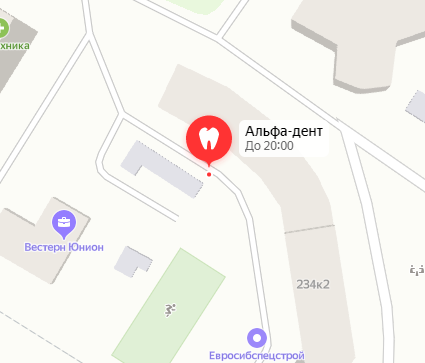 хника
Альфа-дент
До 20:00
Вестерн Юнион
234к2
Евросибспецстрой